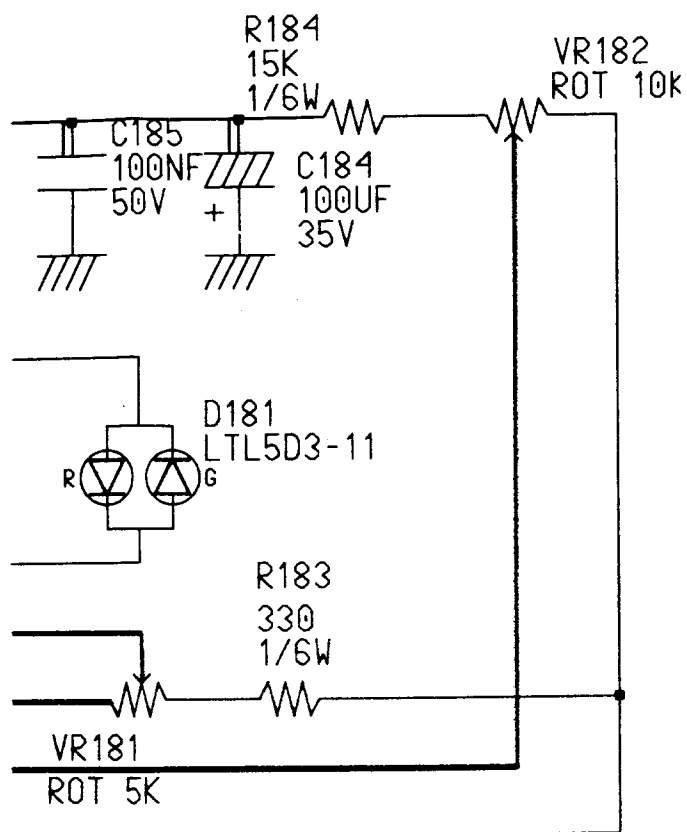 R184
15K
1/6W
VR182
ROT 10K
C185
100NF
50V
C184
100UF
35V
+
D181
LTL5D3-11
R
G
R183
330
1/6W
VR181
ROT 5K